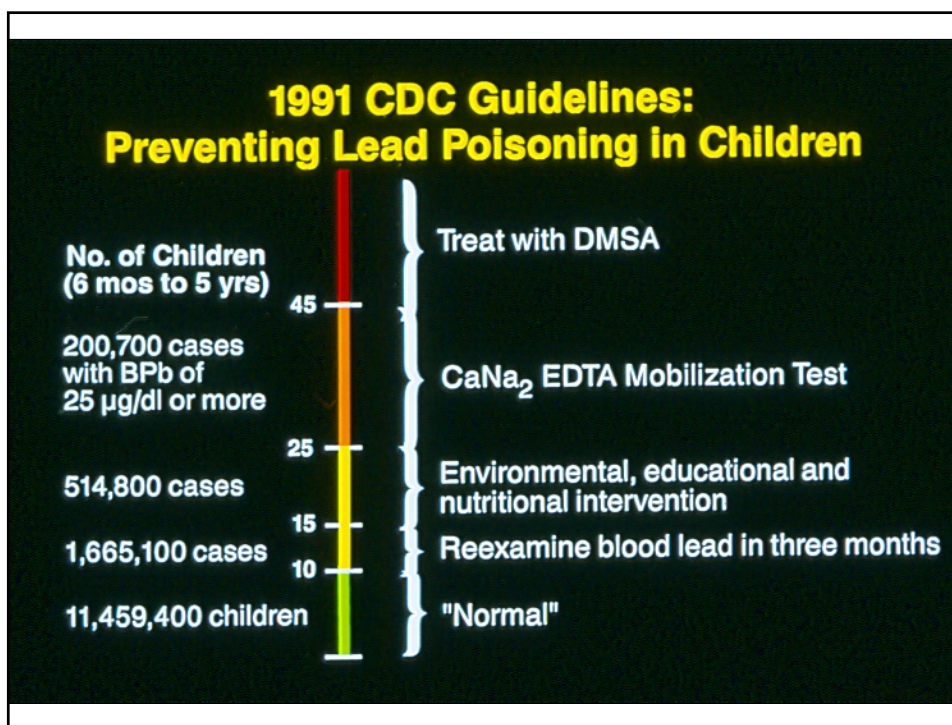 1991 CDC Guidelines:
Preventing Lead Poisoning in Children
No. of Children
(6 mos to 5 yrs)
45
Treat with DMSA
200,700 cases
with BPb of
25 µg/dl or more
CaNa₂ EDTA Mobilization Test
25
514,800 cases
Environmental, educational and
nutritional intervention
15
1,665,100 cases
Reexamine blood lead in three months
10
11,459,400 children
"Normal"